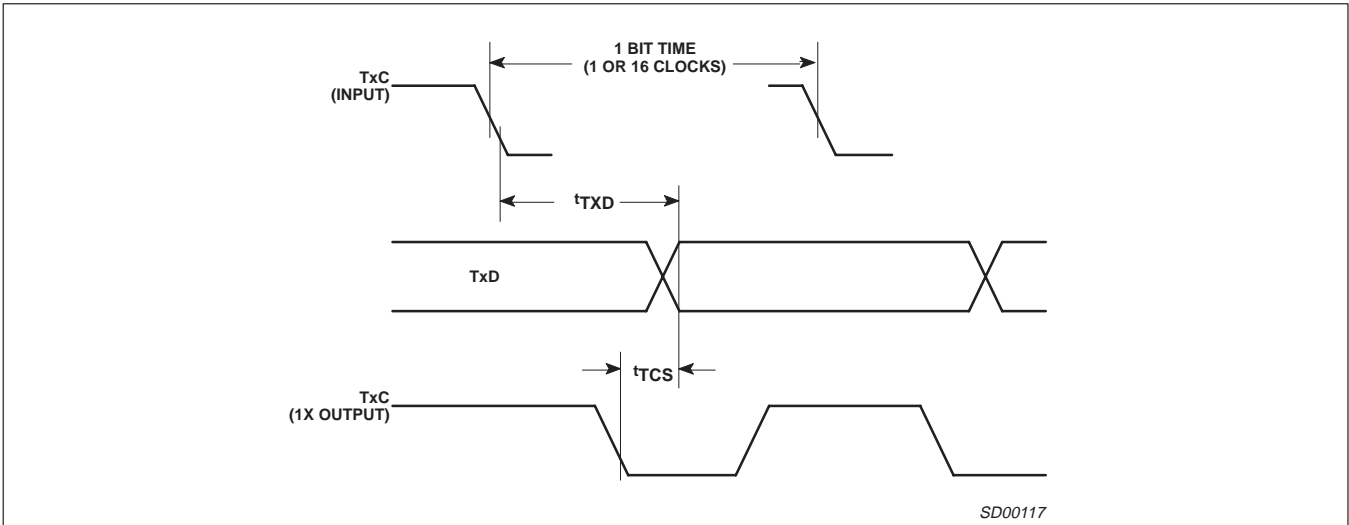 1 BIT TIME
(1 OR 16 CLOCKS)
TxC
(INPUT)
tTXD
TxD
tTCS
TxC
(1X OUTPUT)
SD00117